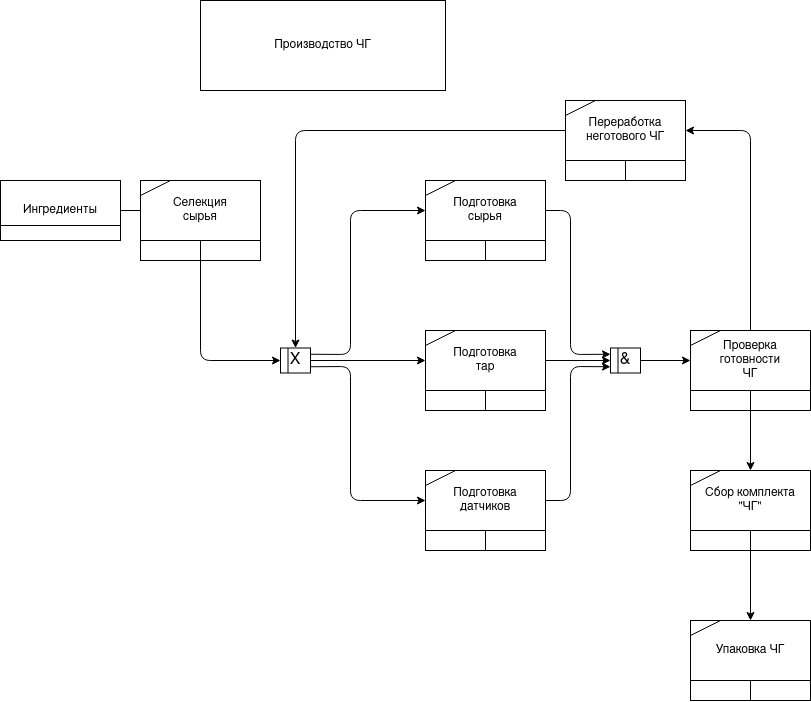 Производство ЧГ
Переработка
неготового ЧГ
Ингредиенты
Селекция
сырья
Подготовка
сырья
X
Подготовка
тар
&
Проверка
готовности
ЧГ
Подготовка
датчиков
Сбор комплекта
"ЧГ"
Упаковка ЧГ